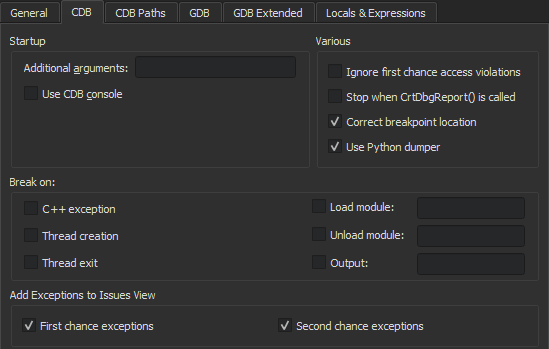 General CDB CDB Paths GDB GDB Extended Locals & Expressions
Startup
Additional arguments:
Use CDB console
Various
Ignore first chance access violations
Stop when CrtDbgReport() is called
Correct breakpoint location
Use Python dumper
Break on:
C++ exception
Thread creation
Thread exit
Load module:
Unload module:
Output:
Add Exceptions to Issues View
First chance exceptions Second chance exceptions